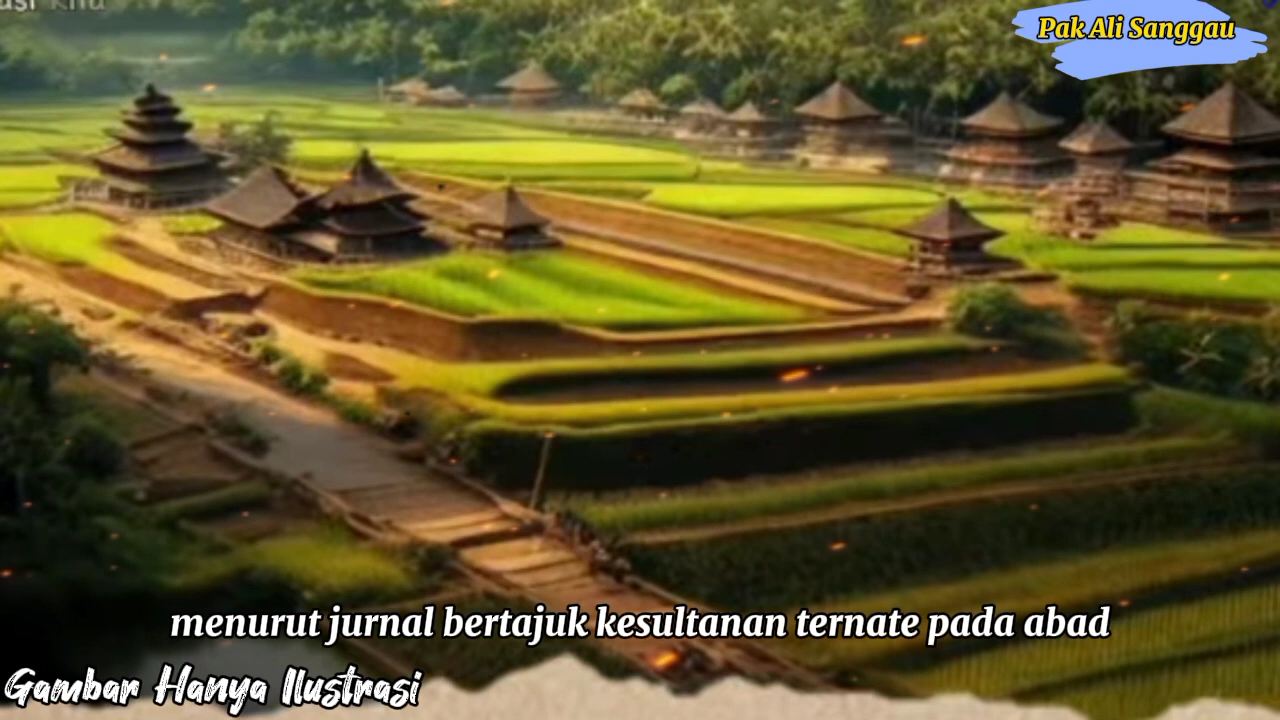 Pak Ali Sanggau
menurut jurnal bertajuk kesultanan ternate pada abad
Gambar Hanya Ilustrasi